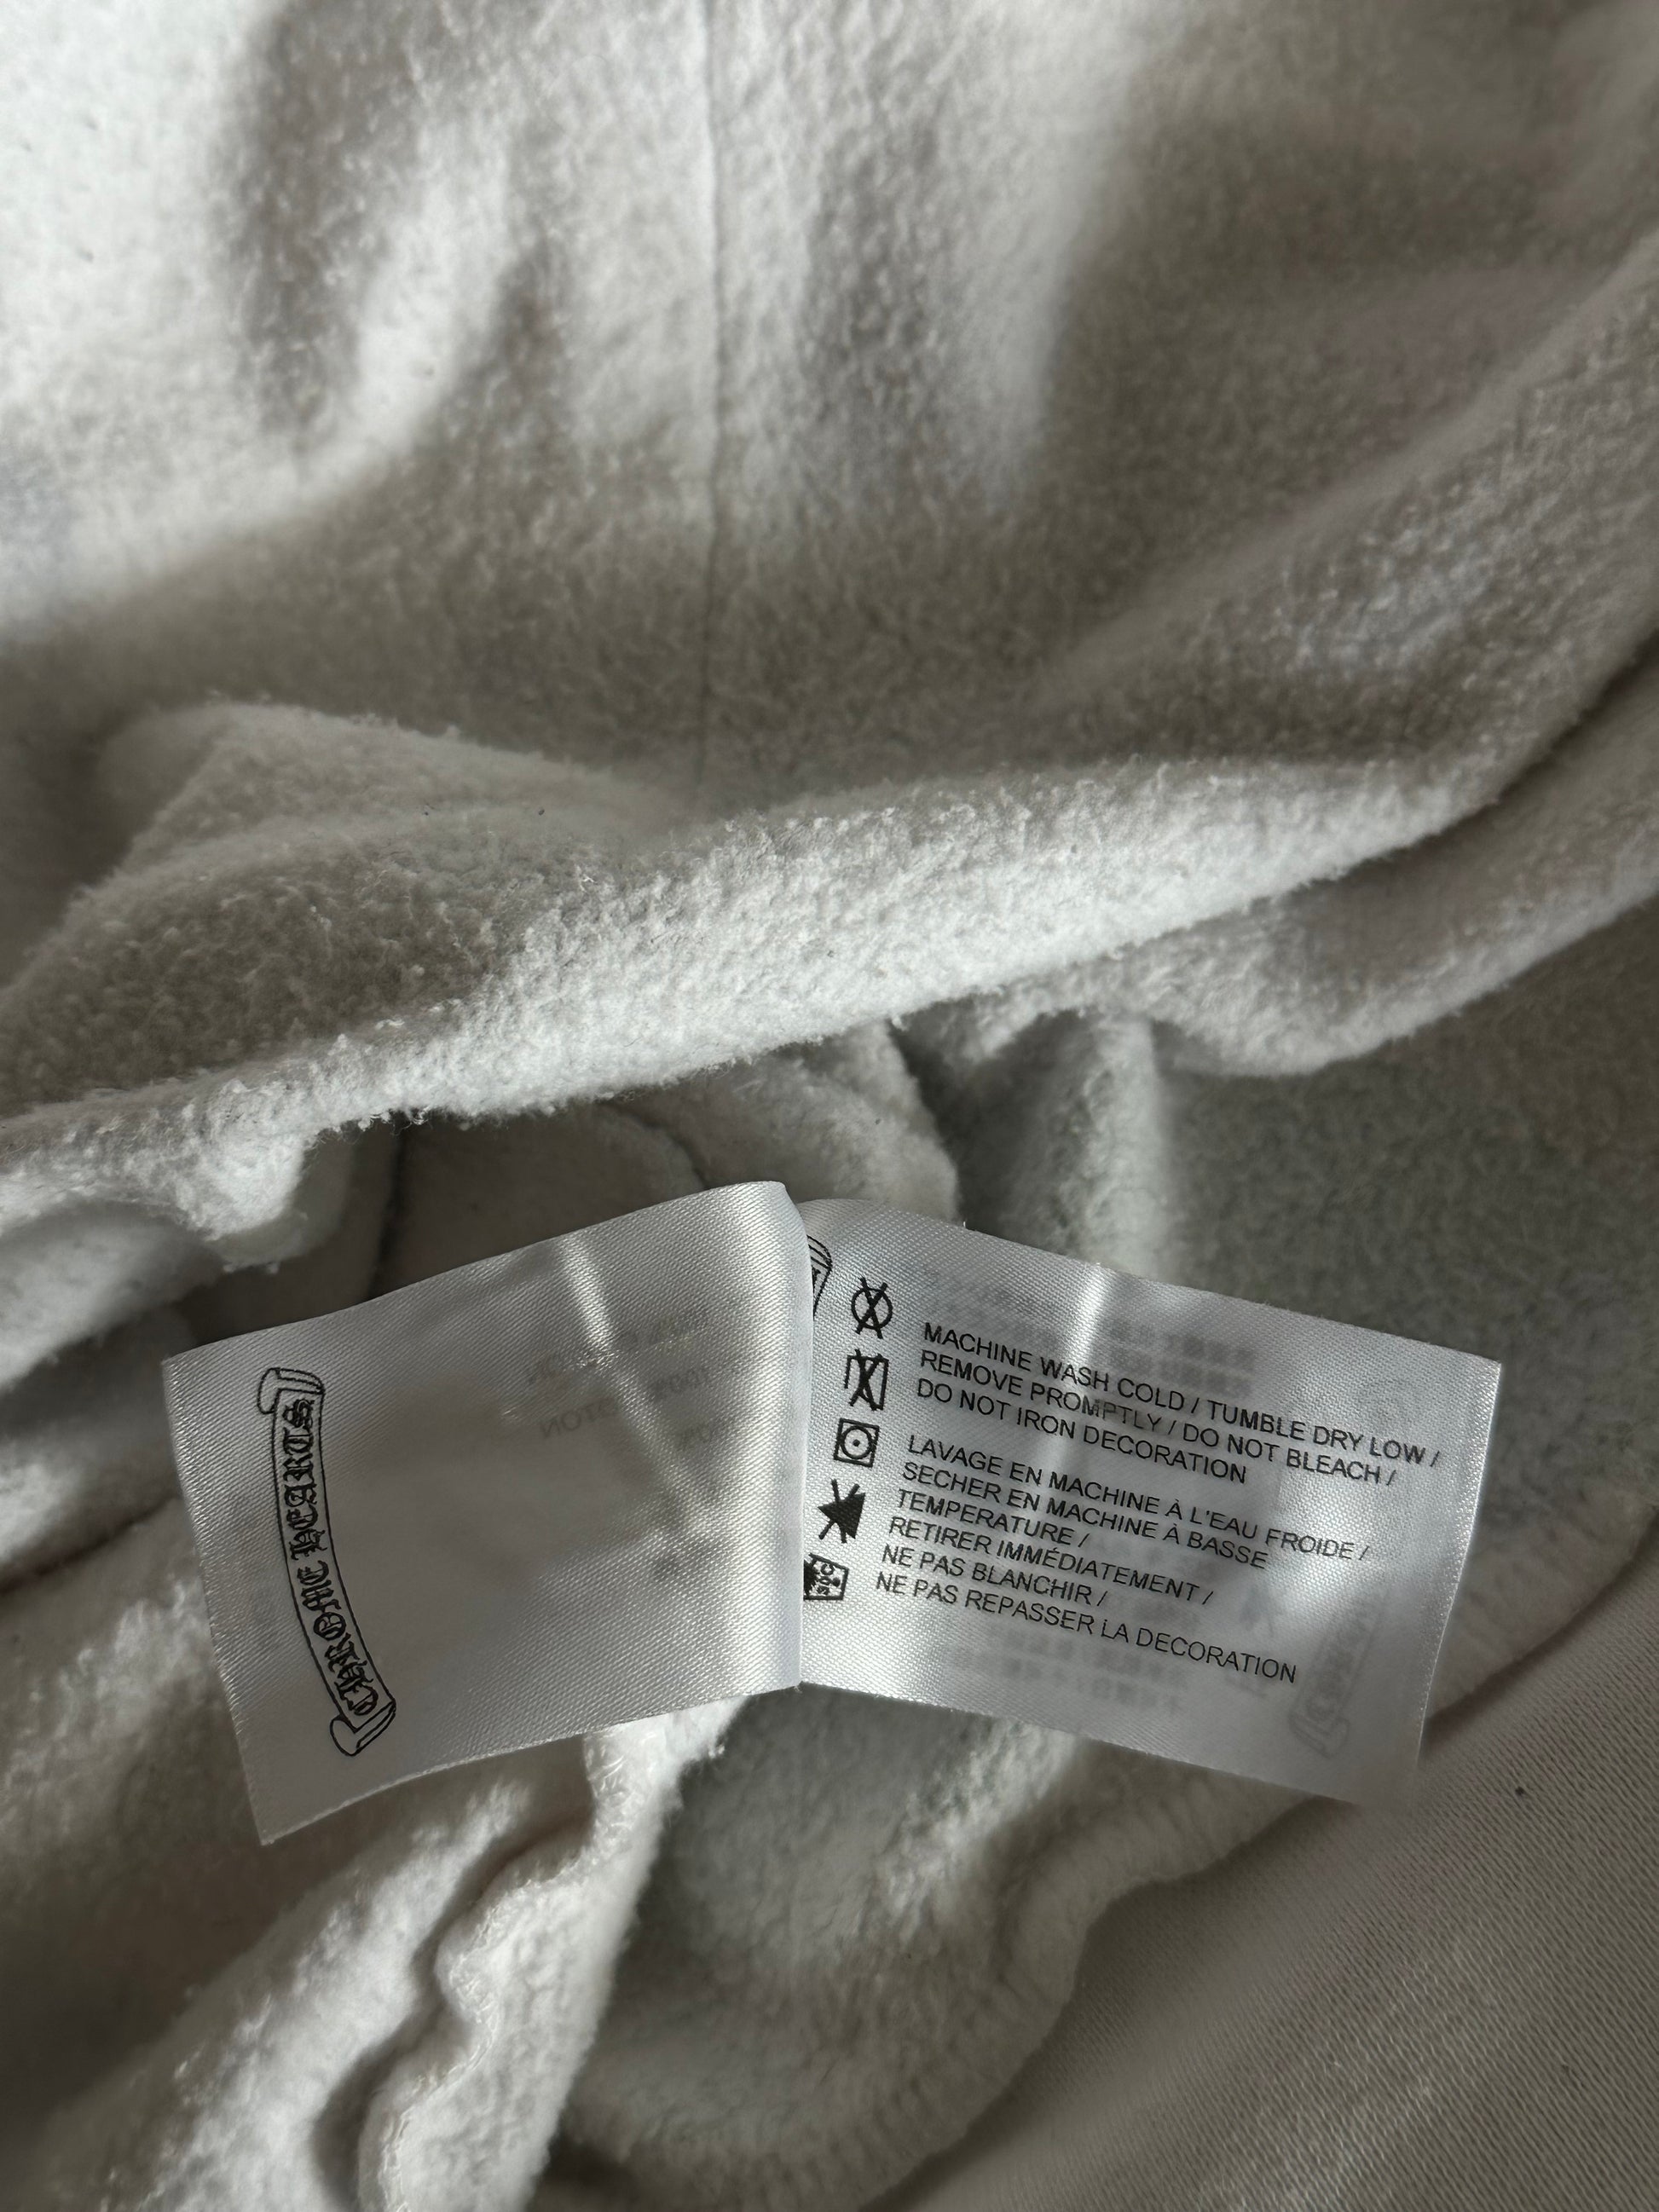 CHROME HEARTS
MACHINE WASH COLD / TUMBLE DRY LOW /
REMOVE PROMPTLY / DO NOT BLEACH /
DO NOT IRON DECORATION
LAVAGE EN MACHINE À L'EAU FROIDE /
SECHER EN MACHINE À BASSE
TEMPERATURE /
RETIRER IMMÉDIATEMENT /
NE PAS BLANCHIR /
NE PAS REPASSER LA DECORATION